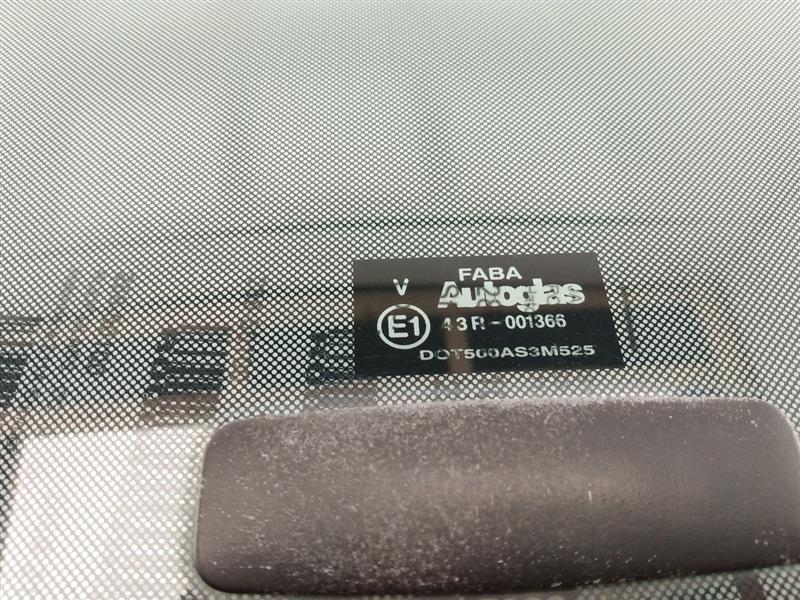 FABA
V Autoglas
E1 43R-001366
DOT500AS3M525